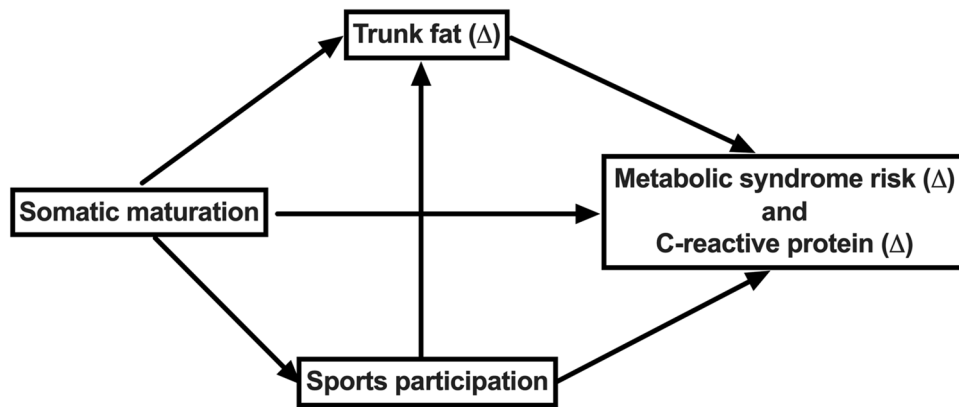 Trunk fat (Δ)
Somatic maturation
Metabolic syndrome risk (Δ)
and
C-reactive protein (Δ)
Sports participation